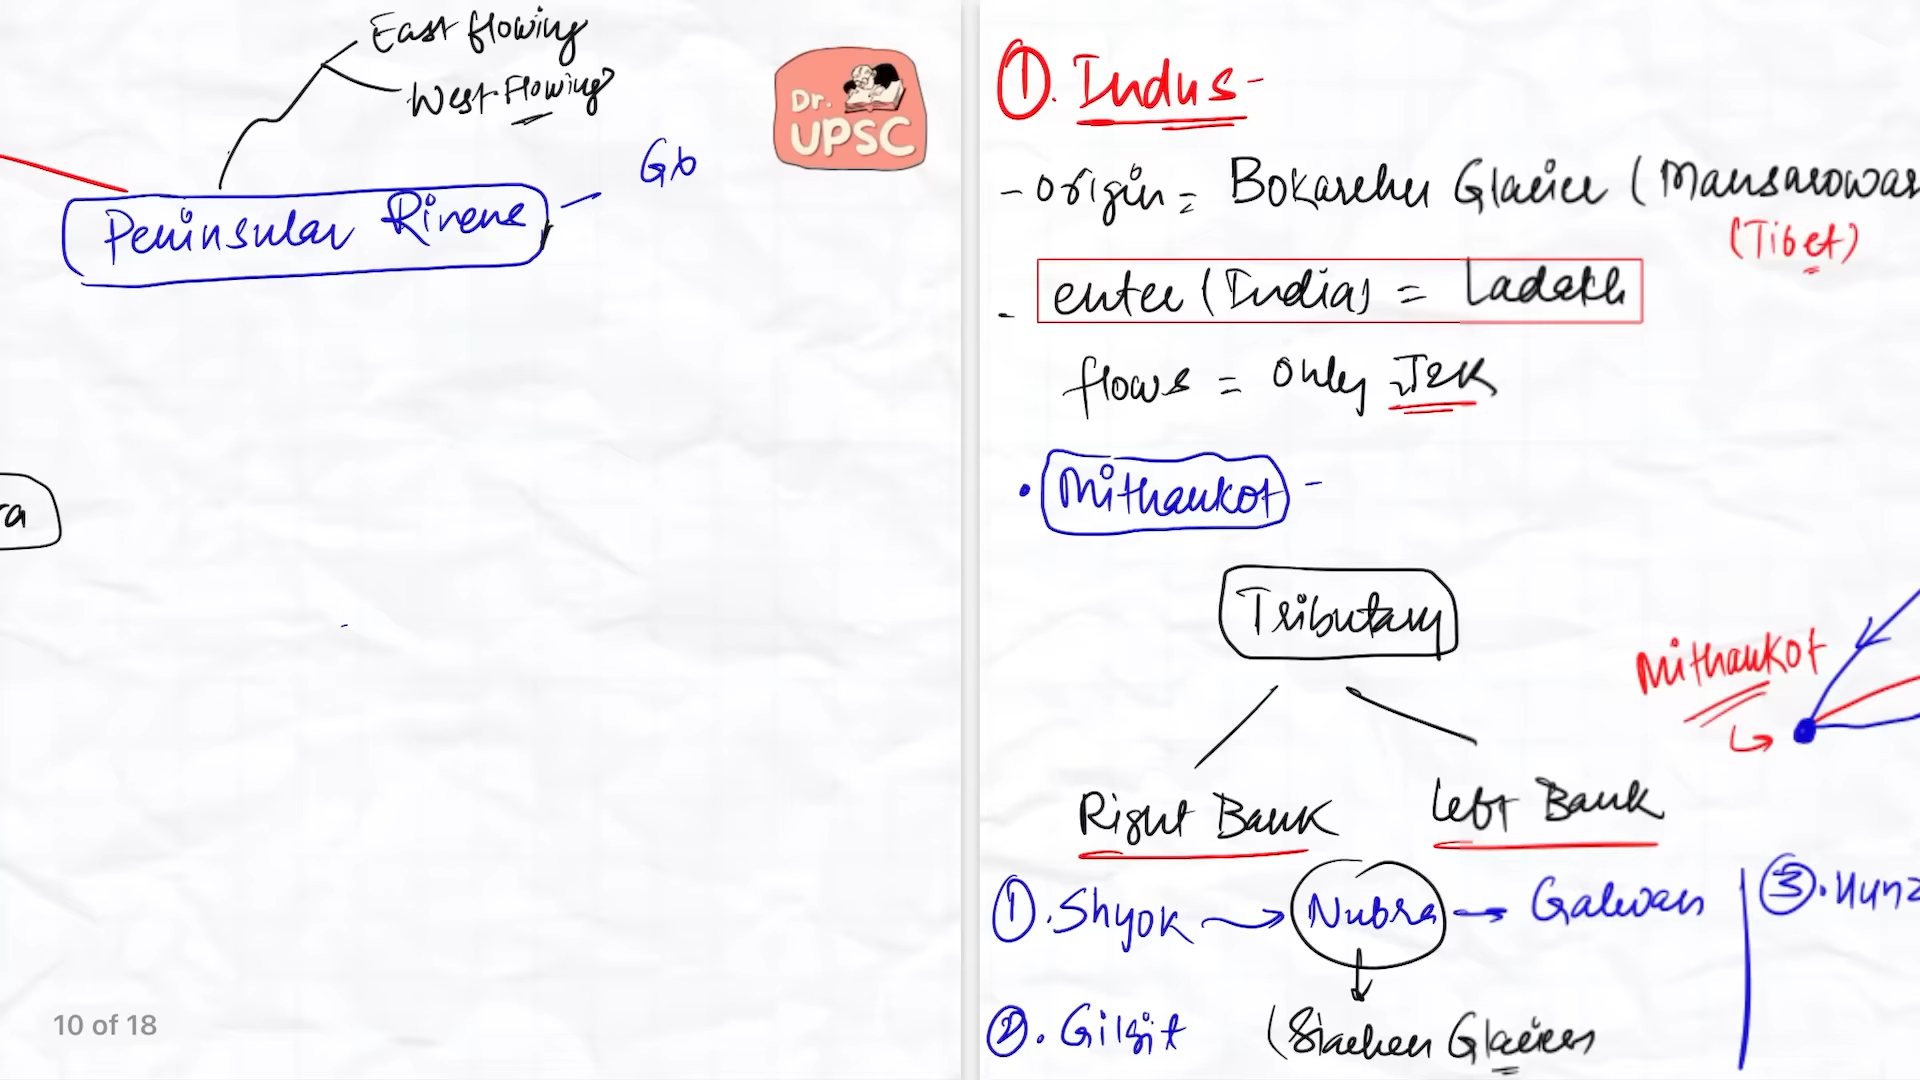 East flowing
West Flowing
Dr.
UPSC
Peninsular Rivers
ra
10 of 18
①. Indus -
- origin = Bokarchu Glacier (Mansarowar
(Tibet)
- enter (India) = Ladakh
flows = only J&K
• Mithankot -
Tributary
Mithankot
Right Bank
Left Bank
①. Shyok → Nubra → Galwan
③. Hunz
②. Gilgit
(Siachen Glacier